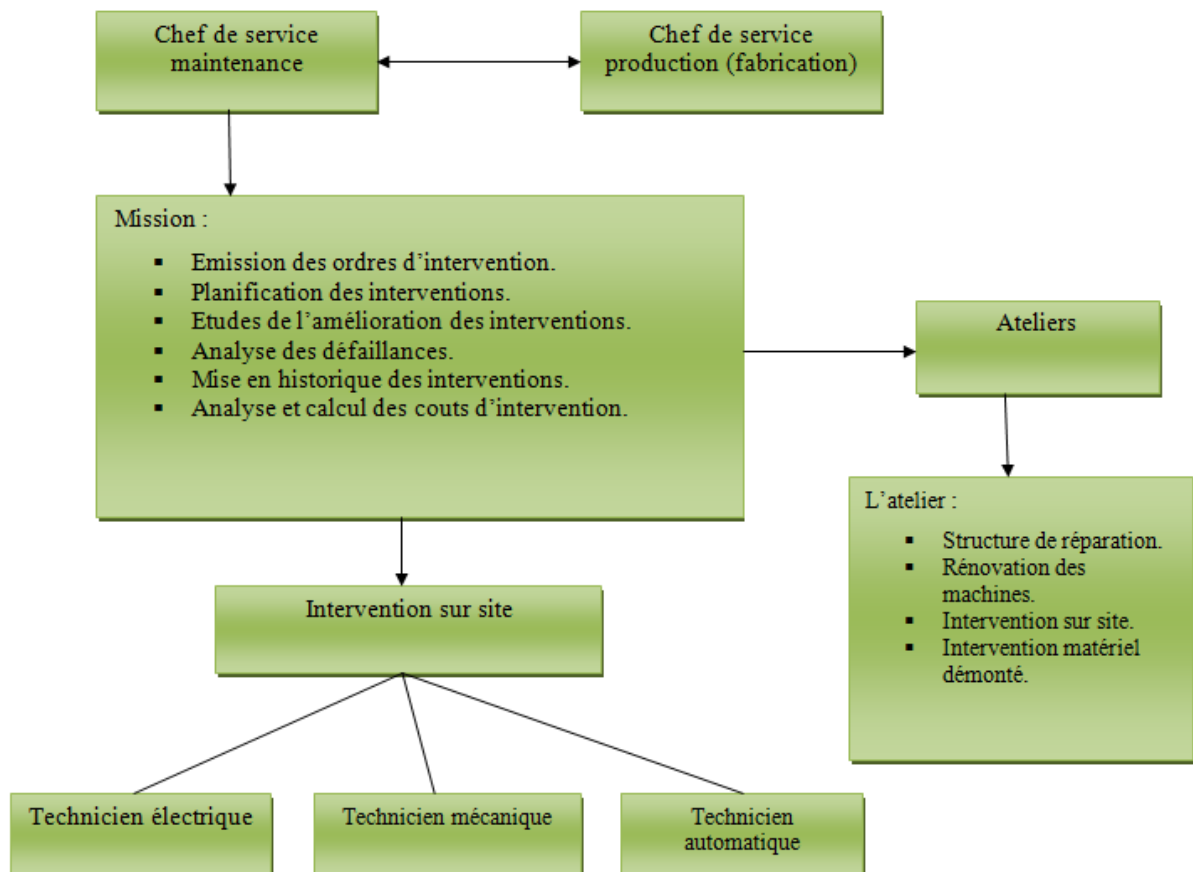 Chef de service
maintenance
Chef de service
production (fabrication)
Mission :
▪ Emission des ordres d’intervention.
▪ Planification des interventions.
▪ Etudes de l’amélioration des interventions.
▪ Analyse des défaillances.
▪ Mise en historique des interventions.
▪ Analyse et calcul des couts d’intervention.
Ateliers
L’atelier :
▪ Structure de réparation.
▪ Rénovation des
machines.
▪ Intervention sur site.
▪ Intervention matériel
démonté.
Intervention sur site
Technicien électrique
Technicien mécanique
Technicien
automatique